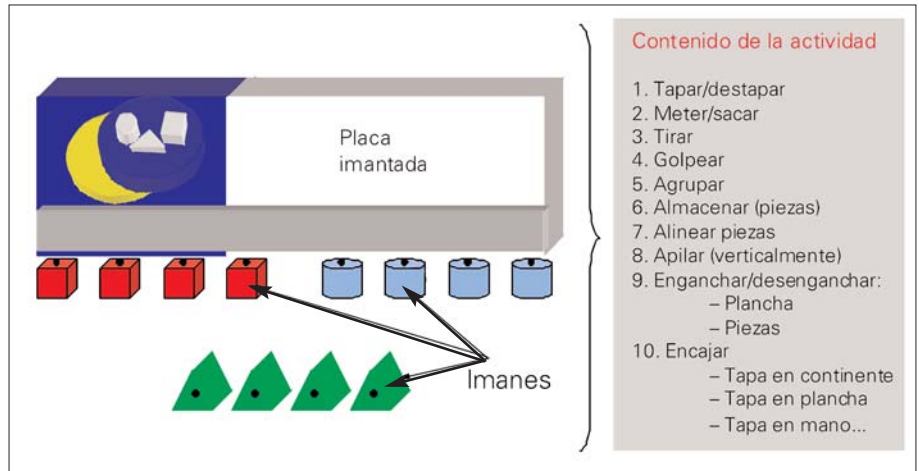 Placa
imantada
Imanes
Contenido de la actividad
1. Tapar/destapar
2. Meter/sacar
3. Tirar
4. Golpear
5. Agrupar
6. Almacenar (piezas)
7. Alinear piezas
8. Apilar (verticalmente)
9. Enganchar/desenganchar:
– Plancha
– Piezas
10. Encajar
– Tapa en continente
– Tapa en plancha
– Tapa en mano...